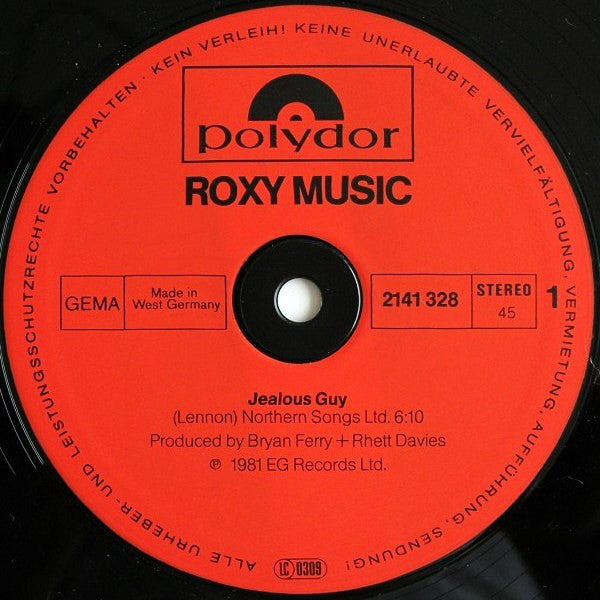 ALLE URHEBER- UND LEISTUNGSSCHUTZRECHTE VORBEHALTEN · KEIN VERLEIH! KEINE UNERLAUBTE VERVIELFÄLTIGUNG, VERMIETUNG, AUFFÜHRUNG, SENDUNG!
polydor
ROXY MUSIC
GEMA
Made in
West Germany
2141 328
STEREO
45
1
Jealous Guy
(Lennon) Northern Songs Ltd. 6:10
Produced by Bryan Ferry + Rhett Davies
℗ 1981 EG Records Ltd.
LC 0309